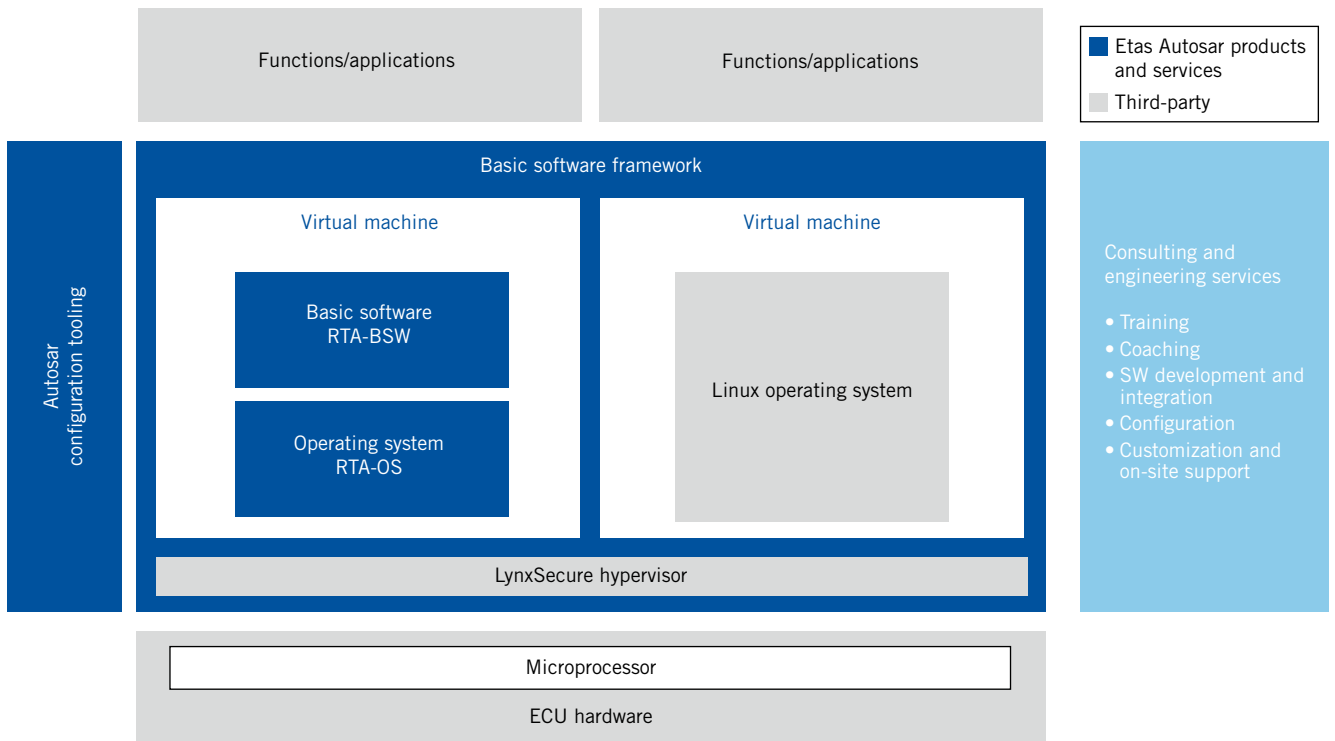 Functions/applications
Functions/applications
Etas Autosar products
and services
Third-party
Autosar
configuration tooling
Basic software framework
Virtual machine
Basic software
RTA-BSW
Operating system
RTA-OS
Virtual machine
Linux operating system
LynxSecure hypervisor
Microprocessor
ECU hardware
Consulting and
engineering services
• Training
• Coaching
• SW development and
integration
• Configuration
• Customization and
on-site support